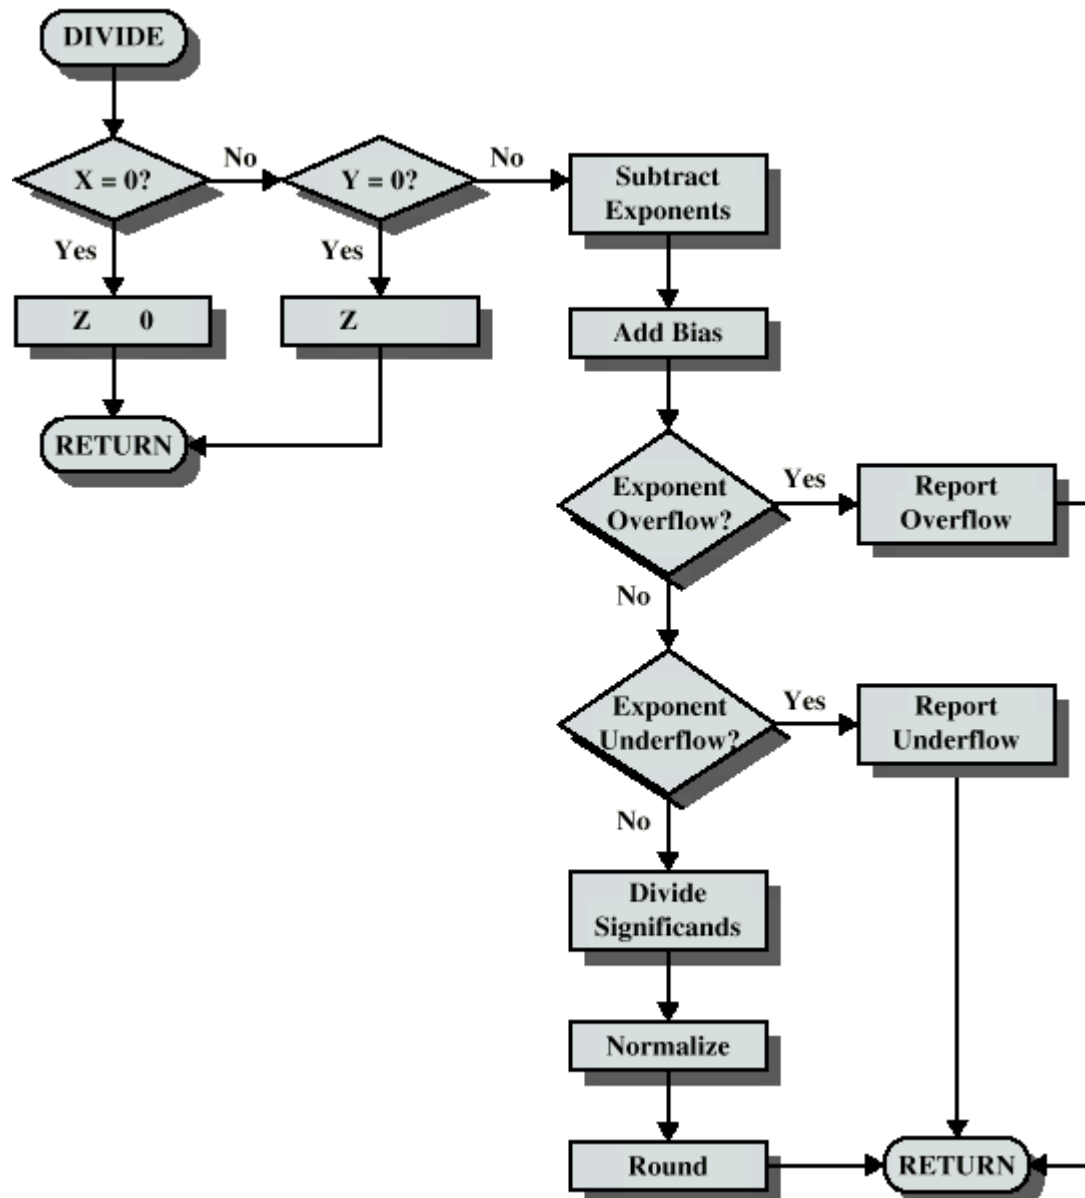 DIVIDE
X = 0?
No
Y = 0?
No
Subtract
Exponents
Yes
Yes
Z 0
Z
Add Bias
RETURN
Exponent
Overflow?
Yes
Report
Overflow
No
Exponent
Underflow?
Yes
Report
Underflow
No
Divide
Significands
Normalize
Round
RETURN